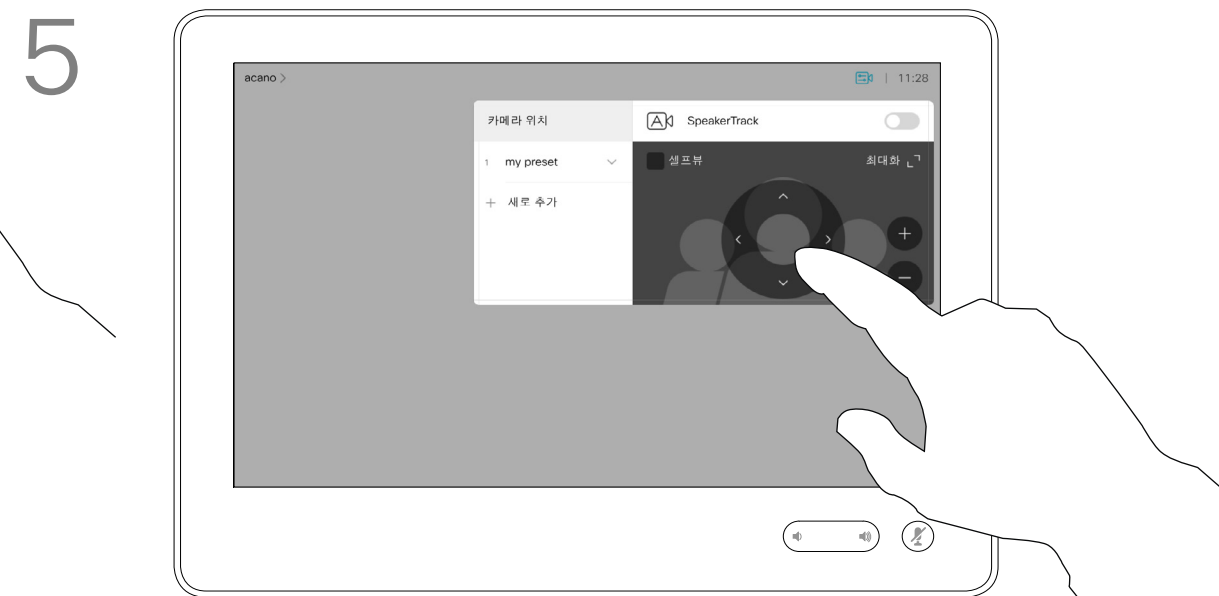 5
acano >
11:28
카메라 위치
SpeakerTrack
1 my preset
셀프뷰
최대화
+ 새로 추가